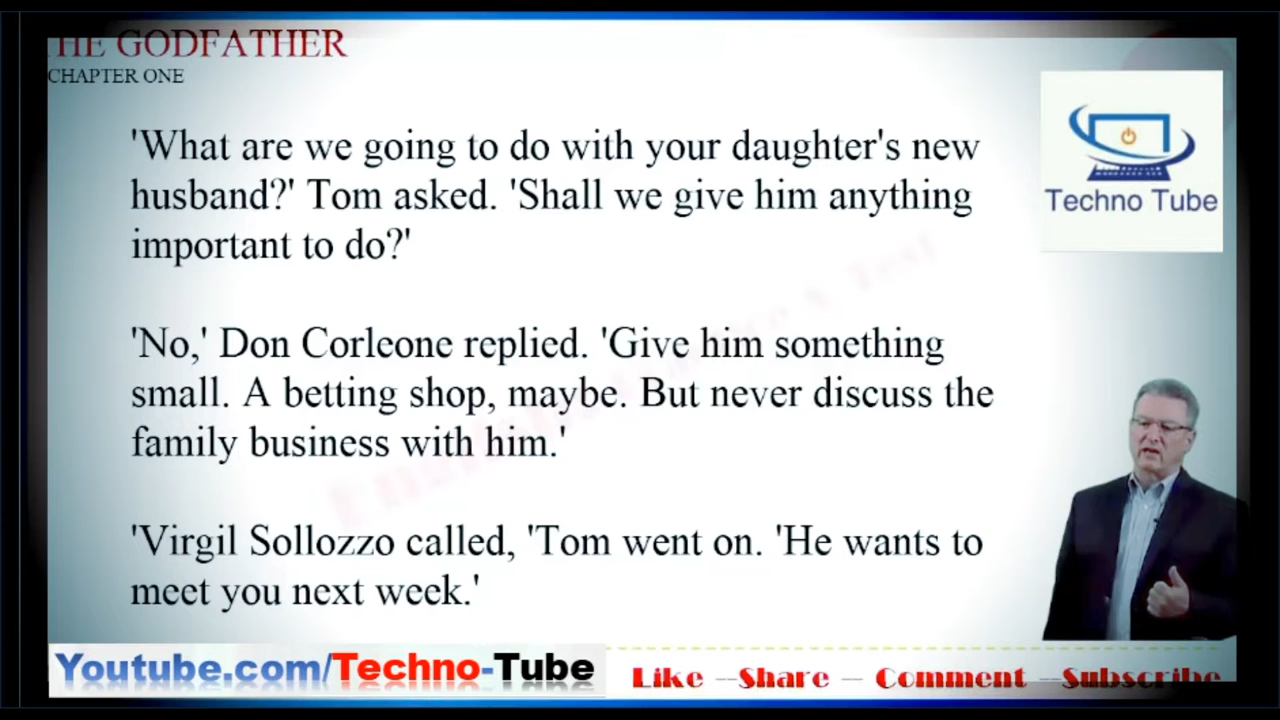 THE GODFATHER
CHAPTER ONE
'What are we going to do with your daughter's new
husband?' Tom asked. 'Shall we give him anything
important to do?'
'No,' Don Corleone replied. 'Give him something
small. A betting shop, maybe. But never discuss the
family business with him.'
'Virgil Sollozzo called, 'Tom went on. 'He wants to
meet you next week.'
Techno Tube
Youtube.com/Techno-Tube
Like --Share -- Comment --Subscribe